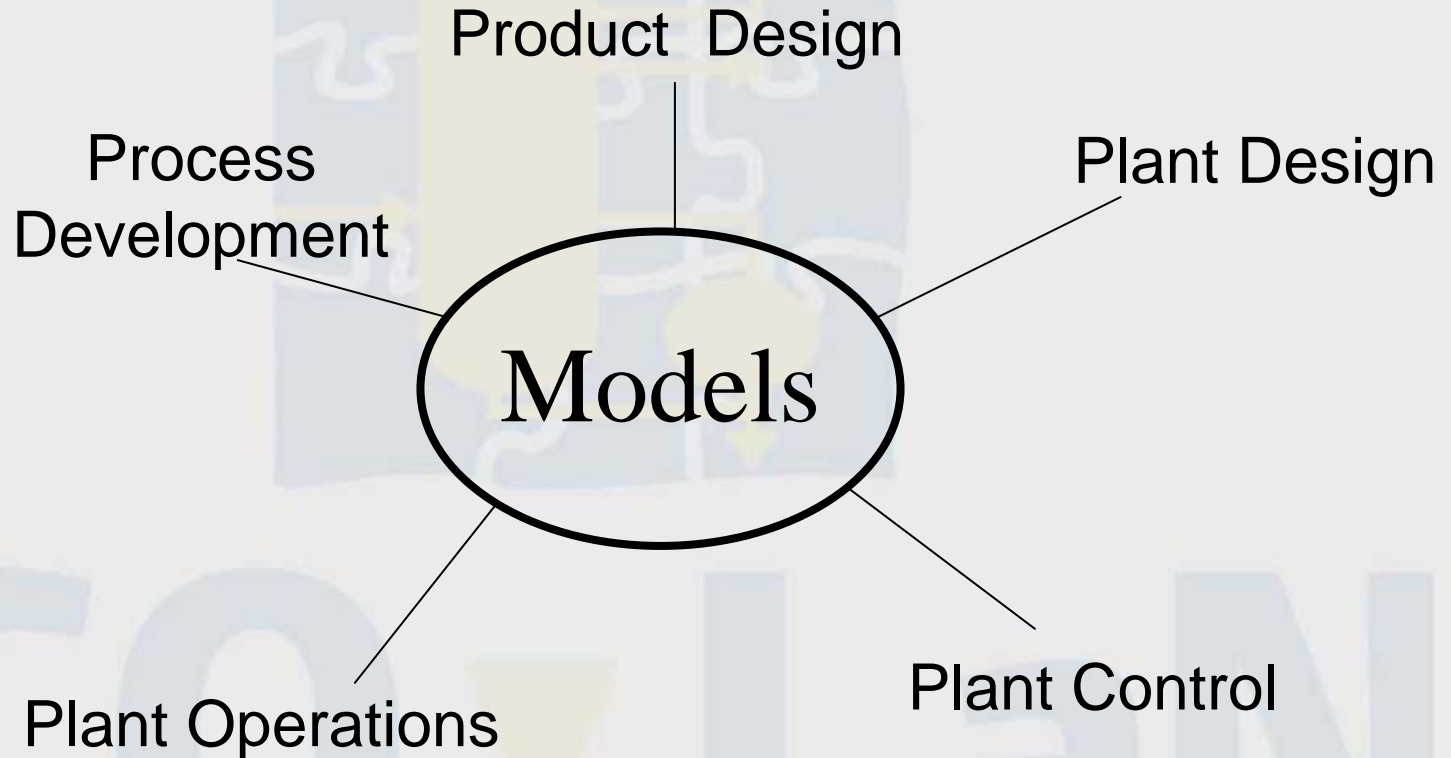 Product Design
Process
Development
Plant Design
Models
Plant Operations
Plant Control